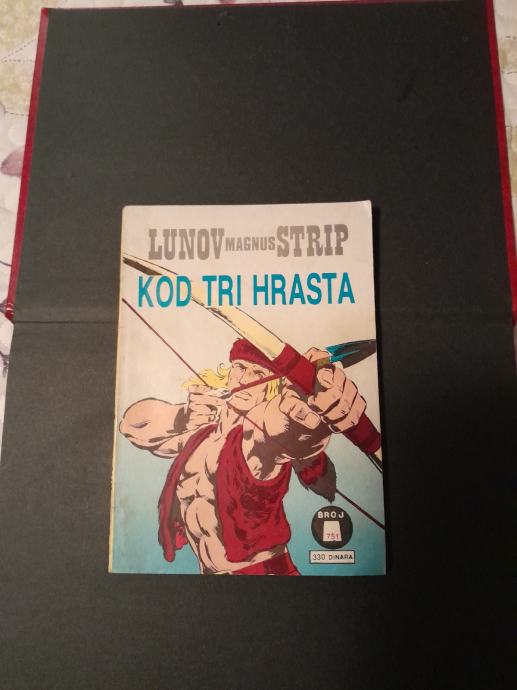 LUNOV MAGNUS STRIP
KOD TRI HRASTA
BROJ
751
330 DINARA